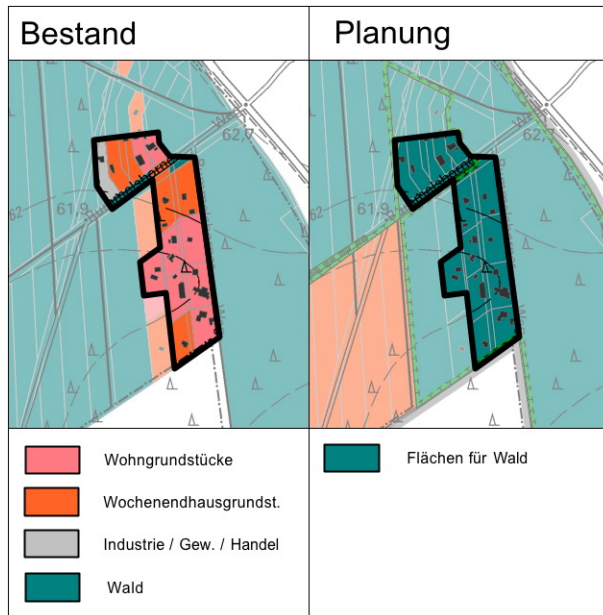 Bestand
Planung
62,7
62
61,9
62,7
61,9
Wohngrundstücke
Wochenendhausgrundst.
Industrie / Gew. / Handel
Wald
Flächen für Wald